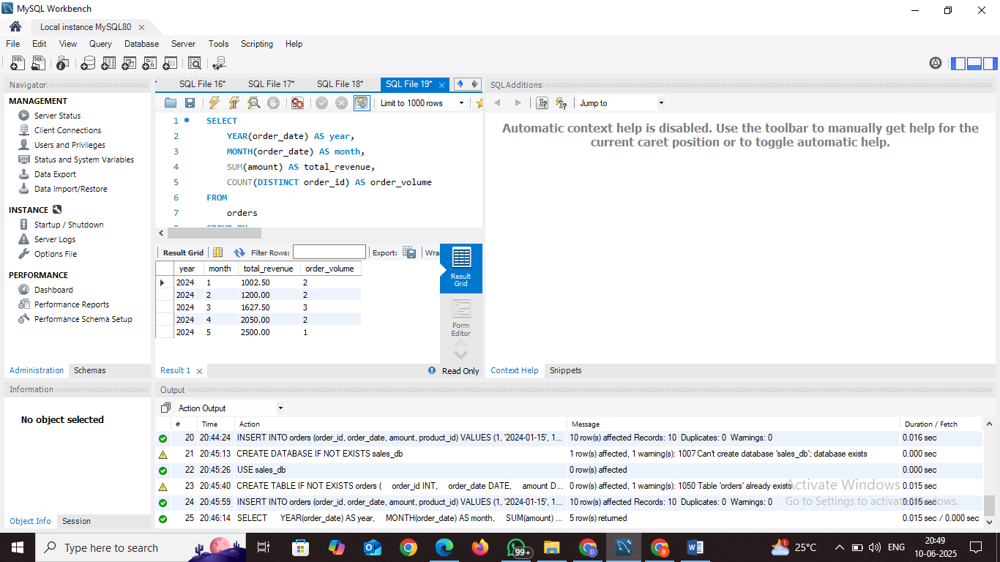 MySQL Workbench
Local instance MySQL80
File Edit View Query Database Server Tools Scripting Help
Navigator
MANAGEMENT
Server Status
Client Connections
Users and Privileges
Status and System Variables
Data Export
Data Import/Restore
INSTANCE
Startup / Shutdown
Server Logs
Options File
PERFORMANCE
Dashboard
Performance Reports
Performance Schema Setup
Administration Schemas
Information
No object selected
Object Info Session
SQL File 16* SQL File 17* SQL File 18* SQL File 19*
Limit to 1000 rows
1 SELECT
2 YEAR(order_date) AS year,
3 MONTH(order_date) AS month,
4 SUM(amount) AS total_revenue,
5 COUNT(DISTINCT order_id) AS order_volume
6 FROM
7 orders
Result Grid Filter Rows: Export: Wra
year month total_revenue order_volume
2024 1 1002.50 2
2024 2 1200.00 2
2024 3 1627.50 3
2024 4 2050.00 2
2024 5 2500.00 1
Result
Grid
Form
Editor
Result 1 Read Only
SQLAdditions
Jump to
Automatic context help is disabled. Use the toolbar to manually get help for the
current caret position or to toggle automatic help.
Context Help Snippets
Output
Action Output
# Time Action Message Duration / Fetch
20 20:44:24 INSERT INTO orders (order_id, order_date, amount, product_id) VALUES (1, '2024-01-15', 1... 10 row(s) affected Records: 10 Duplicates: 0 Warnings: 0 0.016 sec
21 20:45:13 CREATE DATABASE IF NOT EXISTS sales_db 1 row(s) affected, 1 warning(s): 1007 Can't create database 'sales_db'; database exists 0.000 sec
22 20:45:26 USE sales_db 0 row(s) affected 0.000 sec
23 20:45:40 CREATE TABLE IF NOT EXISTS orders ( order_id INT, order_date DATE, amount D... 0 row(s) affected, 1 warning(s): 1050 Table 'orders' already exists 0.015 sec
24 20:45:59 INSERT INTO orders (order_id, order_date, amount, product_id) VALUES (1, '2024-01-15', 1... 10 row(s) affected Records: 10 Duplicates: 0 Warnings: 0 0.015 sec
25 20:46:14 SELECT YEAR(order_date) AS year, MONTH(order_date) AS month, SUM(amount) ... 5 row(s) returned 0.015 sec / 0.000 sec
Activate Windows
Go to Settings to activate Windows.
Type here to search
99+
25°C
ENG
20:49
10-06-2025